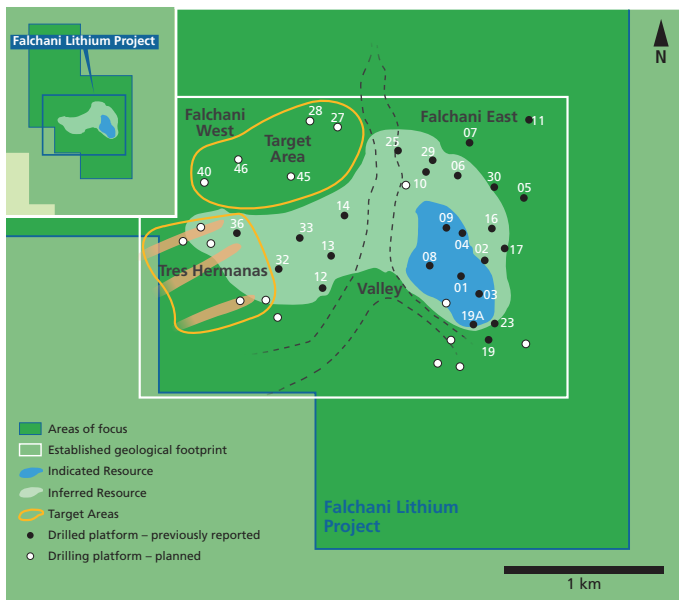 Falchani Lithium Project
N
Falchani
West
28
27
Target
Area
40
46
45
Falchani East
11
07
25
29
10
06
30
05
14
36
33
13
32
12
Tres Hermanas
Valley
09
04
16
02
17
08
01
03
19A
23
19
Areas of focus
Established geological footprint
Indicated Resource
Inferred Resource
Target Areas
Drilled platform – previously reported
Drilling platform – planned
Falchani Lithium
Project
1 km